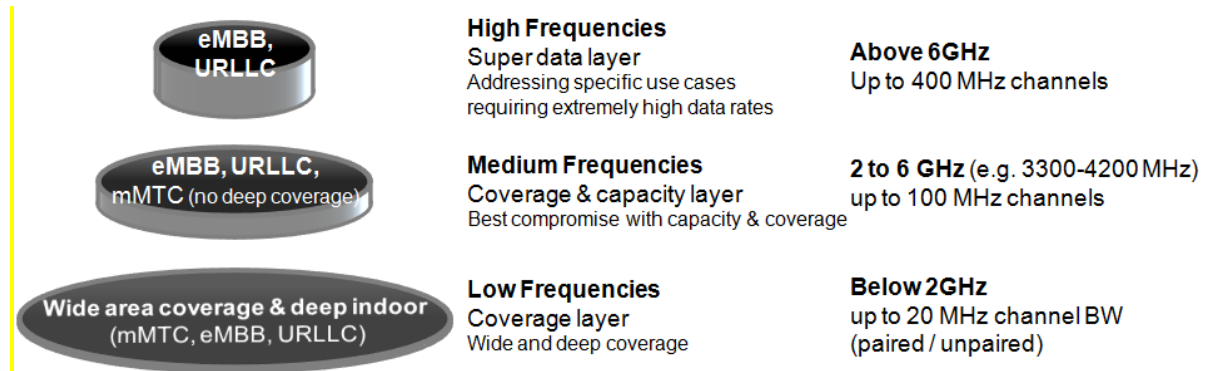 eMBB,
URLLC
High Frequencies
Super data layer
Addressing specific use cases
requiring extremely high data rates
Above 6GHz
Up to 400 MHz channels
eMBB, URLLC,
mMTC (no deep coverage)
Medium Frequencies
Coverage & capacity layer
Best compromise with capacity & coverage
2 to 6 GHz (e.g. 3300-4200 MHz)
up to 100 MHz channels
Wide area coverage & deep indoor
(mMTC, eMBB, URLLC)
Low Frequencies
Coverage layer
Wide and deep coverage
Below 2GHz
up to 20 MHz channel BW
(paired / unpaired)